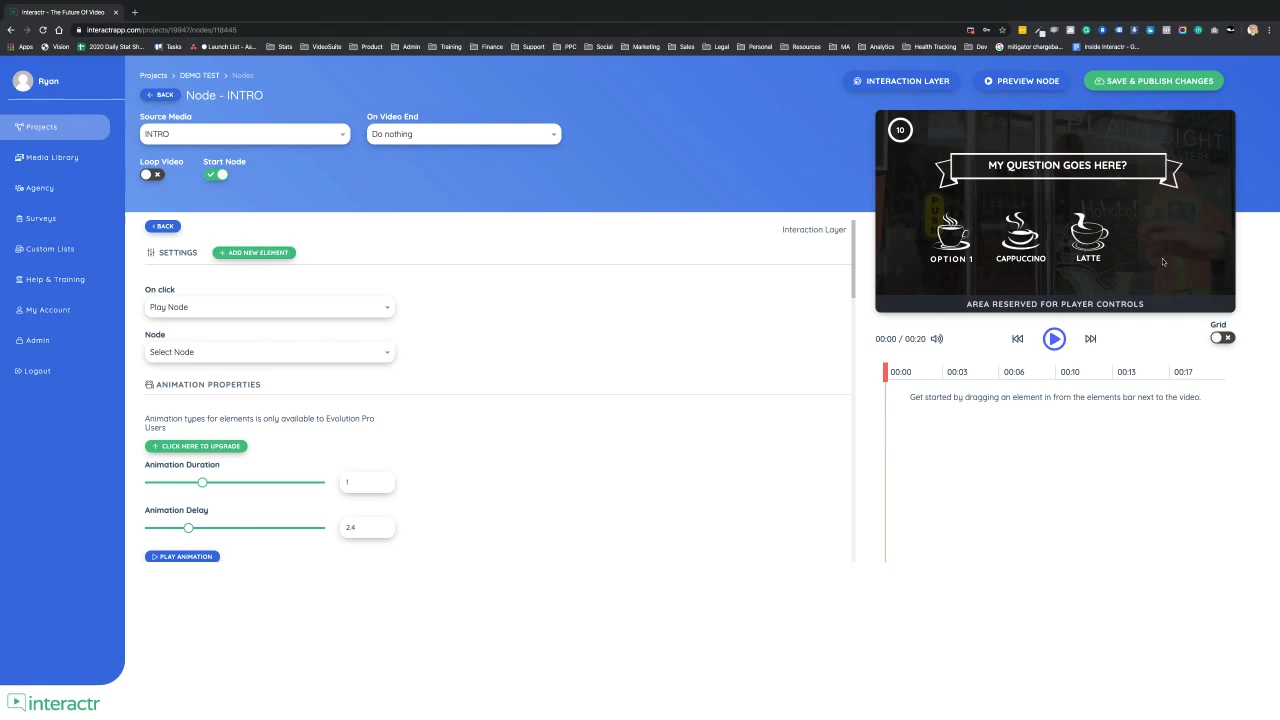 Interactr - The Future Of Video
interactrapp.com/projects/19947/nodes/118445
Apps Vision 2020 Daily Stat Sh... Tasks Launch List - As... Stats VideoSuite Product Admin Training Finance Support PPC Social Marketing Sales Legal Personal Resources MA Analytics Health Tracking Dev mitigator chargeba... Inside Interactr - G...
Ryan
Projects
Media Library
Agency
Surveys
Custom Lists
Help & Training
My Account
Admin
Logout
interactr
Projects > DEMO TEST > Nodes
BACK Node - INTRO
INTERACTION LAYER PREVIEW NODE SAVE & PUBLISH CHANGES
Source Media On Video End
INTRO Do nothing
Loop Video Start Node
BACK Interaction Layer
SETTINGS + ADD NEW ELEMENT
On click
Play Node
Node
Select Node
ANIMATION PROPERTIES
Animation types for elements is only available to Evolution Pro
Users
CLICK HERE TO UPGRADE
Animation Duration
1
Animation Delay
2.4
PLAY ANIMATION
10
MY QUESTION GOES HERE?
OPTION 1 CAPPUCCINO LATTE
AREA RESERVED FOR PLAYER CONTROLS
00:00 / 00:20
Grid
00:00 00:03 00:06 00:10 00:13 00:17
Get started by dragging an element in from the elements bar next to the video.